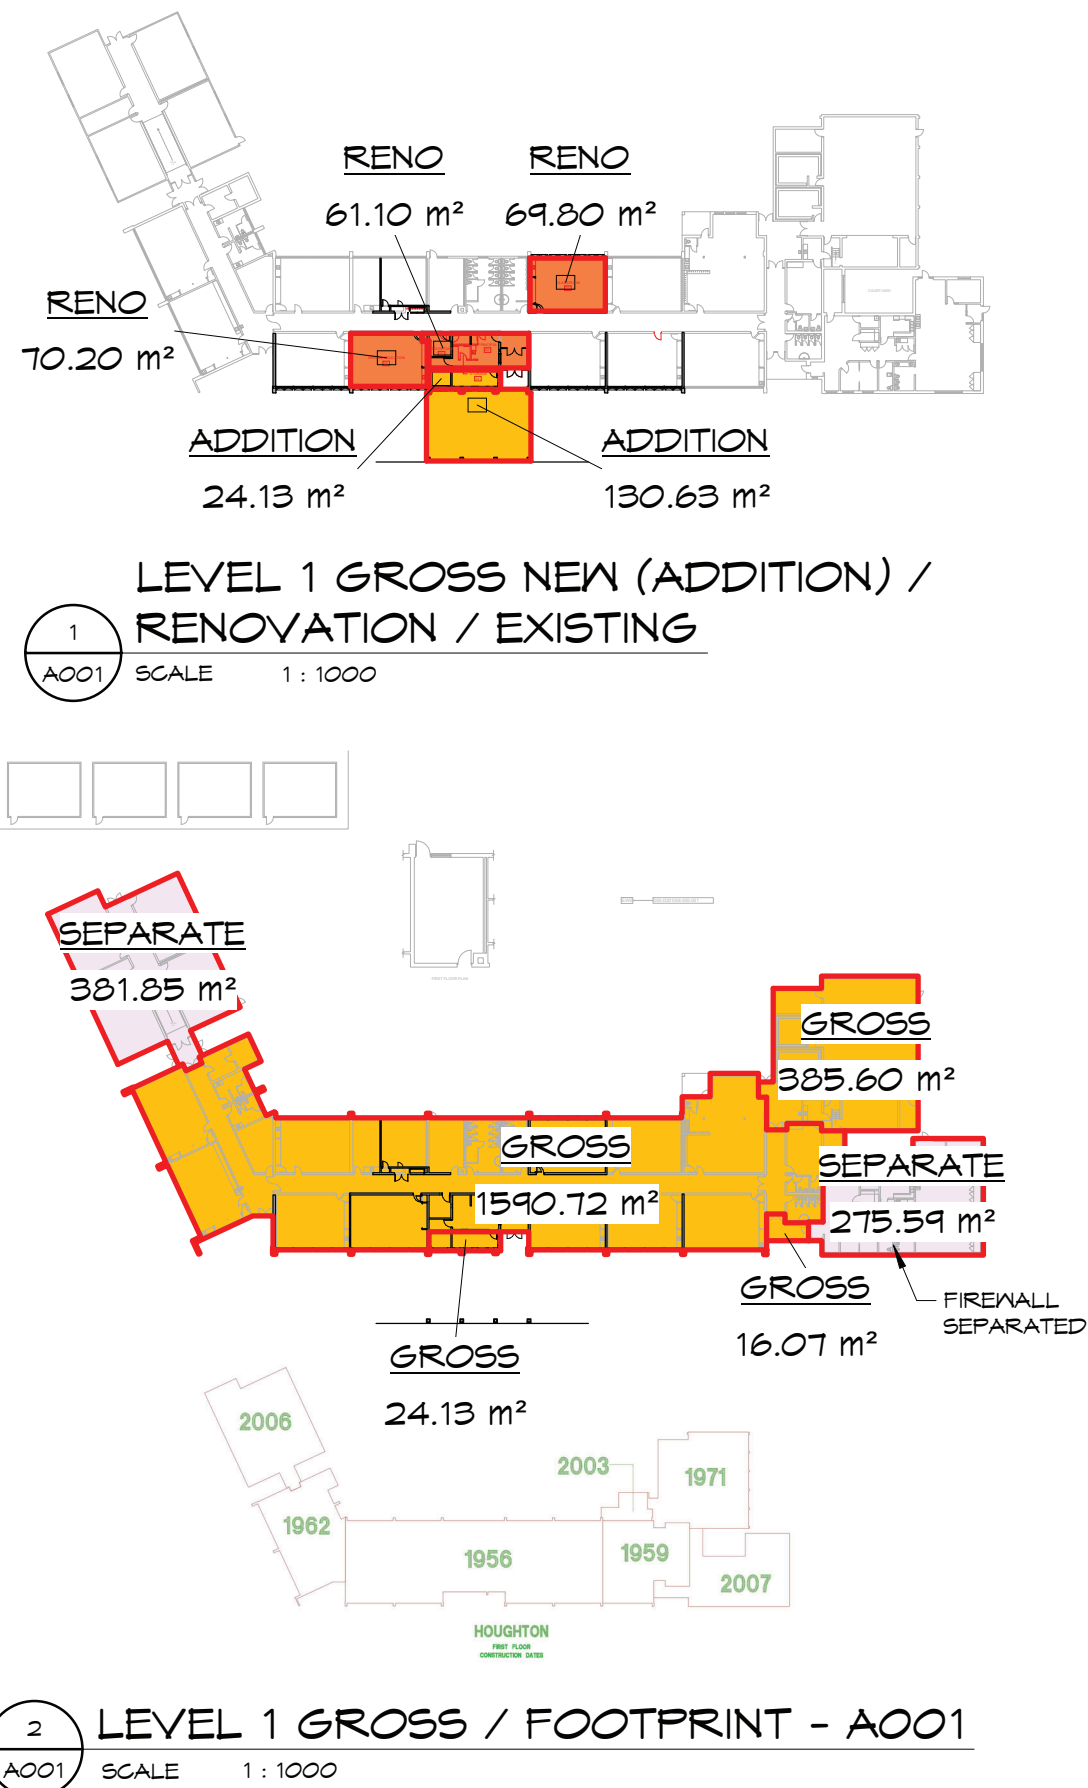 RENO
61.10 m²
RENO
69.80 m²
RENO
70.20 m²
ADDITION
24.13 m²
ADDITION
130.63 m²
LEVEL 1 GROSS NEW (ADDITION) /
RENOVATION / EXISTING
1
A001
SCALE 1 : 1000
FIRST FLOOR PLAN
SEPARATE
381.85 m²
GROSS
385.60 m²
GROSS
1590.72 m²
SEPARATE
275.59 m²
GROSS
16.07 m²
FIREWALL
SEPARATED
GROSS
24.13 m²
2006
2003
1971
1962
1956
1959
2007
HOUGHTON
FIRST FLOOR
CONSTRUCTION DATES
2
A001
LEVEL 1 GROSS / FOOTPRINT - A001
SCALE 1 : 1000